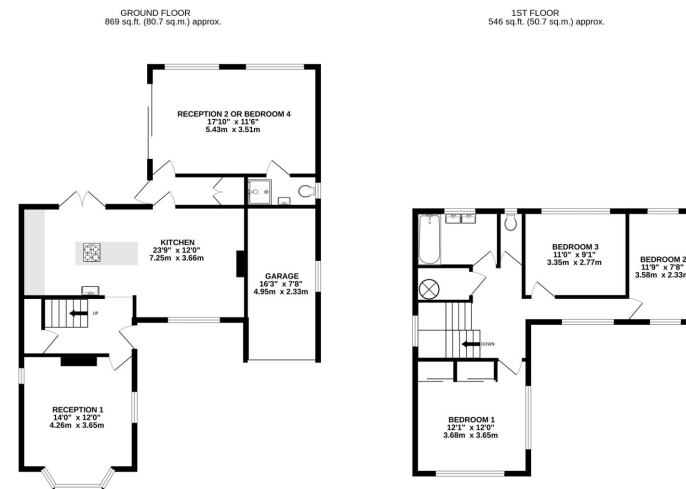 GROUND FLOOR
869 sq.ft. (80.7 sq.m.) approx.
RECEPTION 2 OR BEDROOM 4
17'10" x 11'6"
5.43m x 3.51m
KITCHEN
23'9" x 12'0"
7.25m x 3.66m
GARAGE
16'3" x 7'8"
4.95m x 2.33m
UP
RECEPTION 1
14'0" x 12'0"
4.26m x 3.65m
1ST FLOOR
546 sq.ft. (50.7 sq.m.) approx.
BEDROOM 3
11'0" x 9'1"
3.35m x 2.77m
BEDROOM 2
11'9" x 7'8"
3.58m x 2.33m
DOWN
BEDROOM 1
12'1" x 12'0"
3.68m x 3.65m